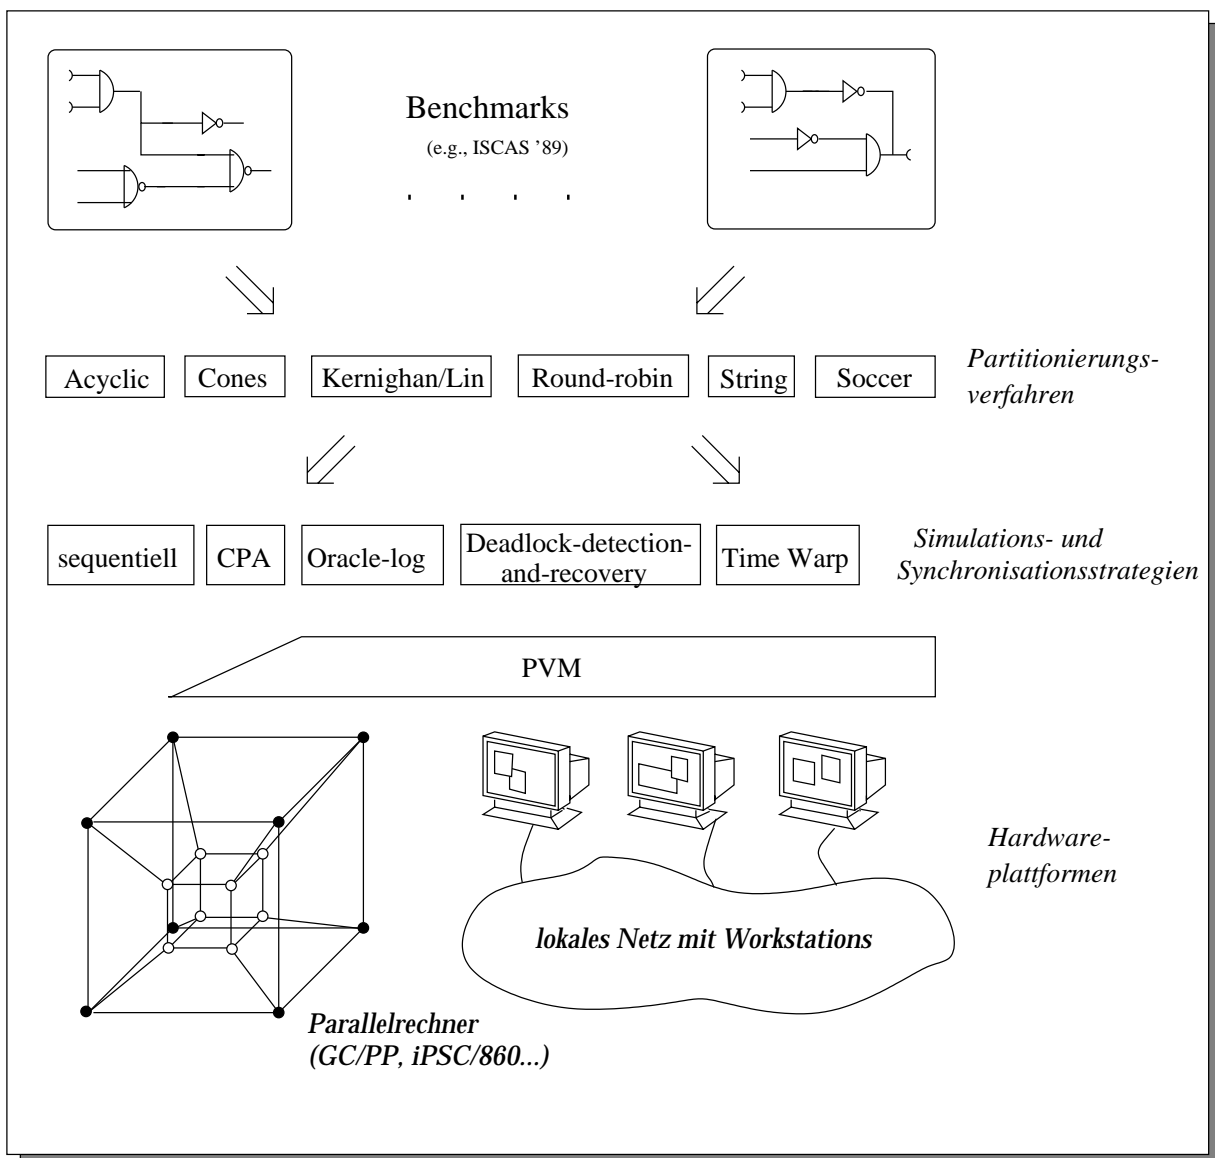 Benchmarks
(e.g., ISCAS ’89)
. . . .
Acyclic
Cones
Kernighan/Lin
Round-robin
String
Soccer
Partitionierungs-
verfahren
sequentiell
CPA
Oracle-log
Deadlock-detection-
and-recovery
Time Warp
Simulations- und
Synchronisationsstrategien
PVM
Hardware-
plattformen
lokales Netz mit Workstations
Parallelrechner
(GC/PP, iPSC/860...)